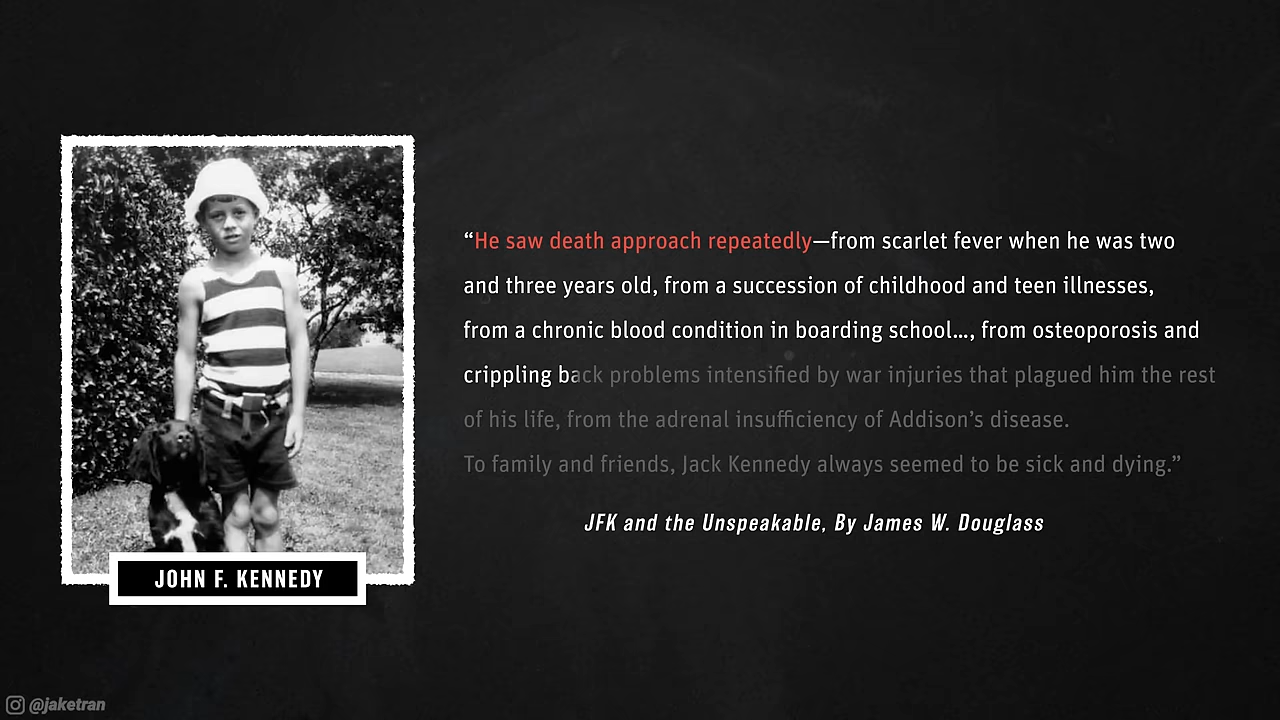 “He saw death approach repeatedly—from scarlet fever when he was two
and three years old, from a succession of childhood and teen illnesses,
from a chronic blood condition in boarding school..., from osteoporosis and
crippling back problems intensified by war injuries that plagued him the rest
of his life, from the adrenal insufficiency of Addison’s disease.
To family and friends, Jack Kennedy always seemed to be sick and dying.”
JFK and the Unspeakable, By James W. Douglass
JOHN F. KENNEDY
@jaketran